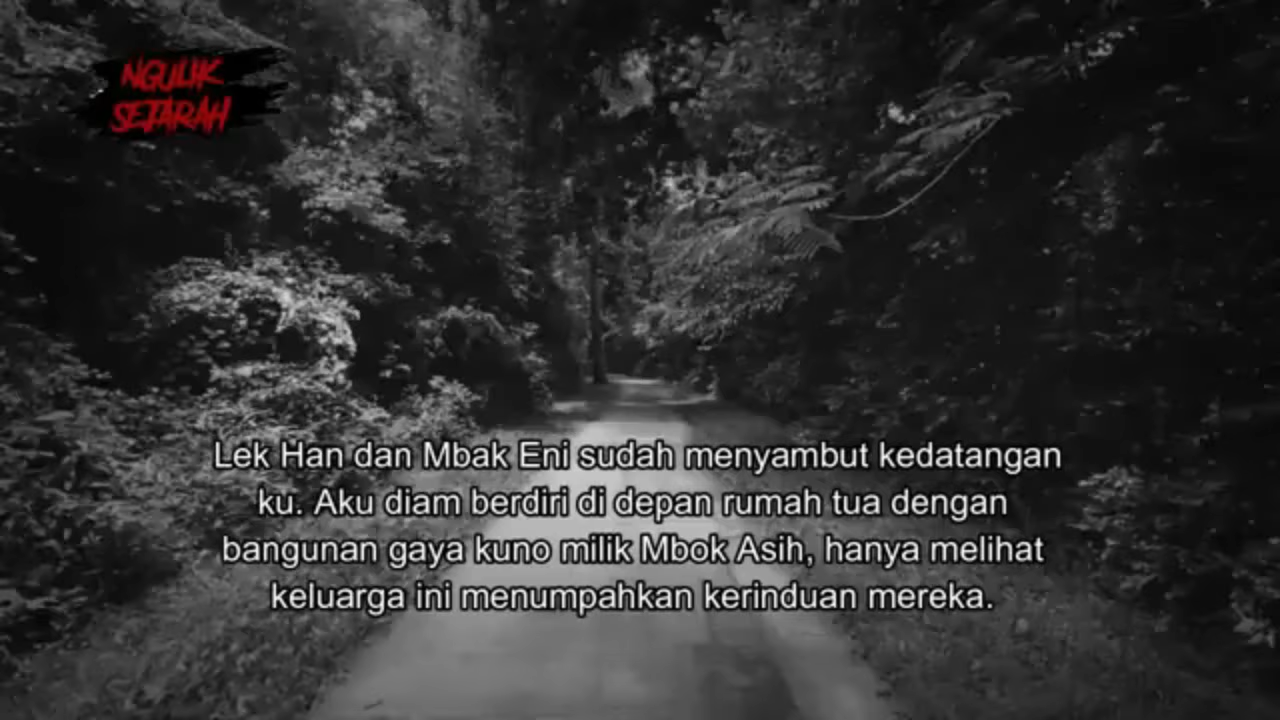 NGULIK
SEJARAH
Lek Han dan Mbak Eni sudah menyambut kedatangan
ku. Aku diam berdiri di depan rumah tua dengan
bangunan gaya kuno milik Mbok Asih, hanya melihat
keluarga ini menumpahkan kerinduan mereka.